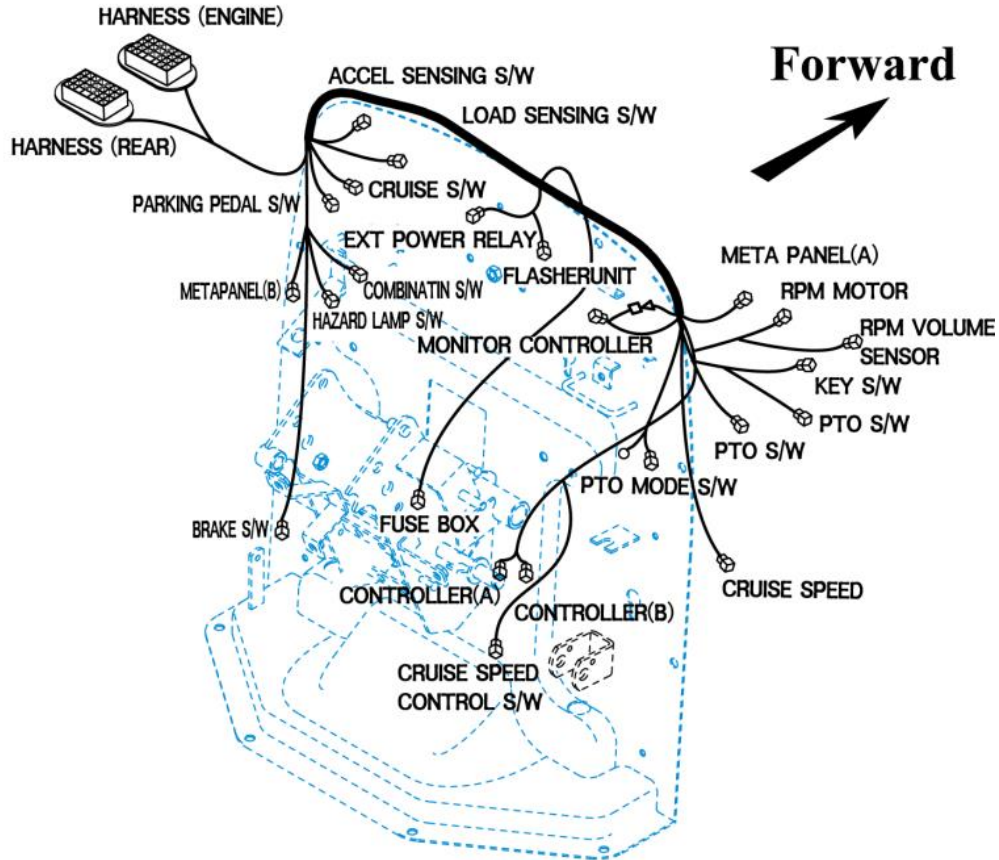 HARNESS (ENGINE)
HARNESS (REAR)
ACCEL SENSING S/W
Forward
LOAD SENSING S/W
CRUISE S/W
PARKING PEDAL S/W
EXT POWER RELAY
FLASHERUNIT
META PANEL(A)
METAPANEL(B)
COMBINATIN S/W
HAZARD LAMP S/W
MONITOR CONTROLLER
RPM MOTOR
RPM VOLUME
SENSOR
KEY S/W
PTO S/W
PTO S/W
PTO MODE S/W
BRAKE S/W
FUSE BOX
CRUISE SPEED
CONTROLLER(A)
CONTROLLER(B)
CRUISE SPEED
CONTROL S/W